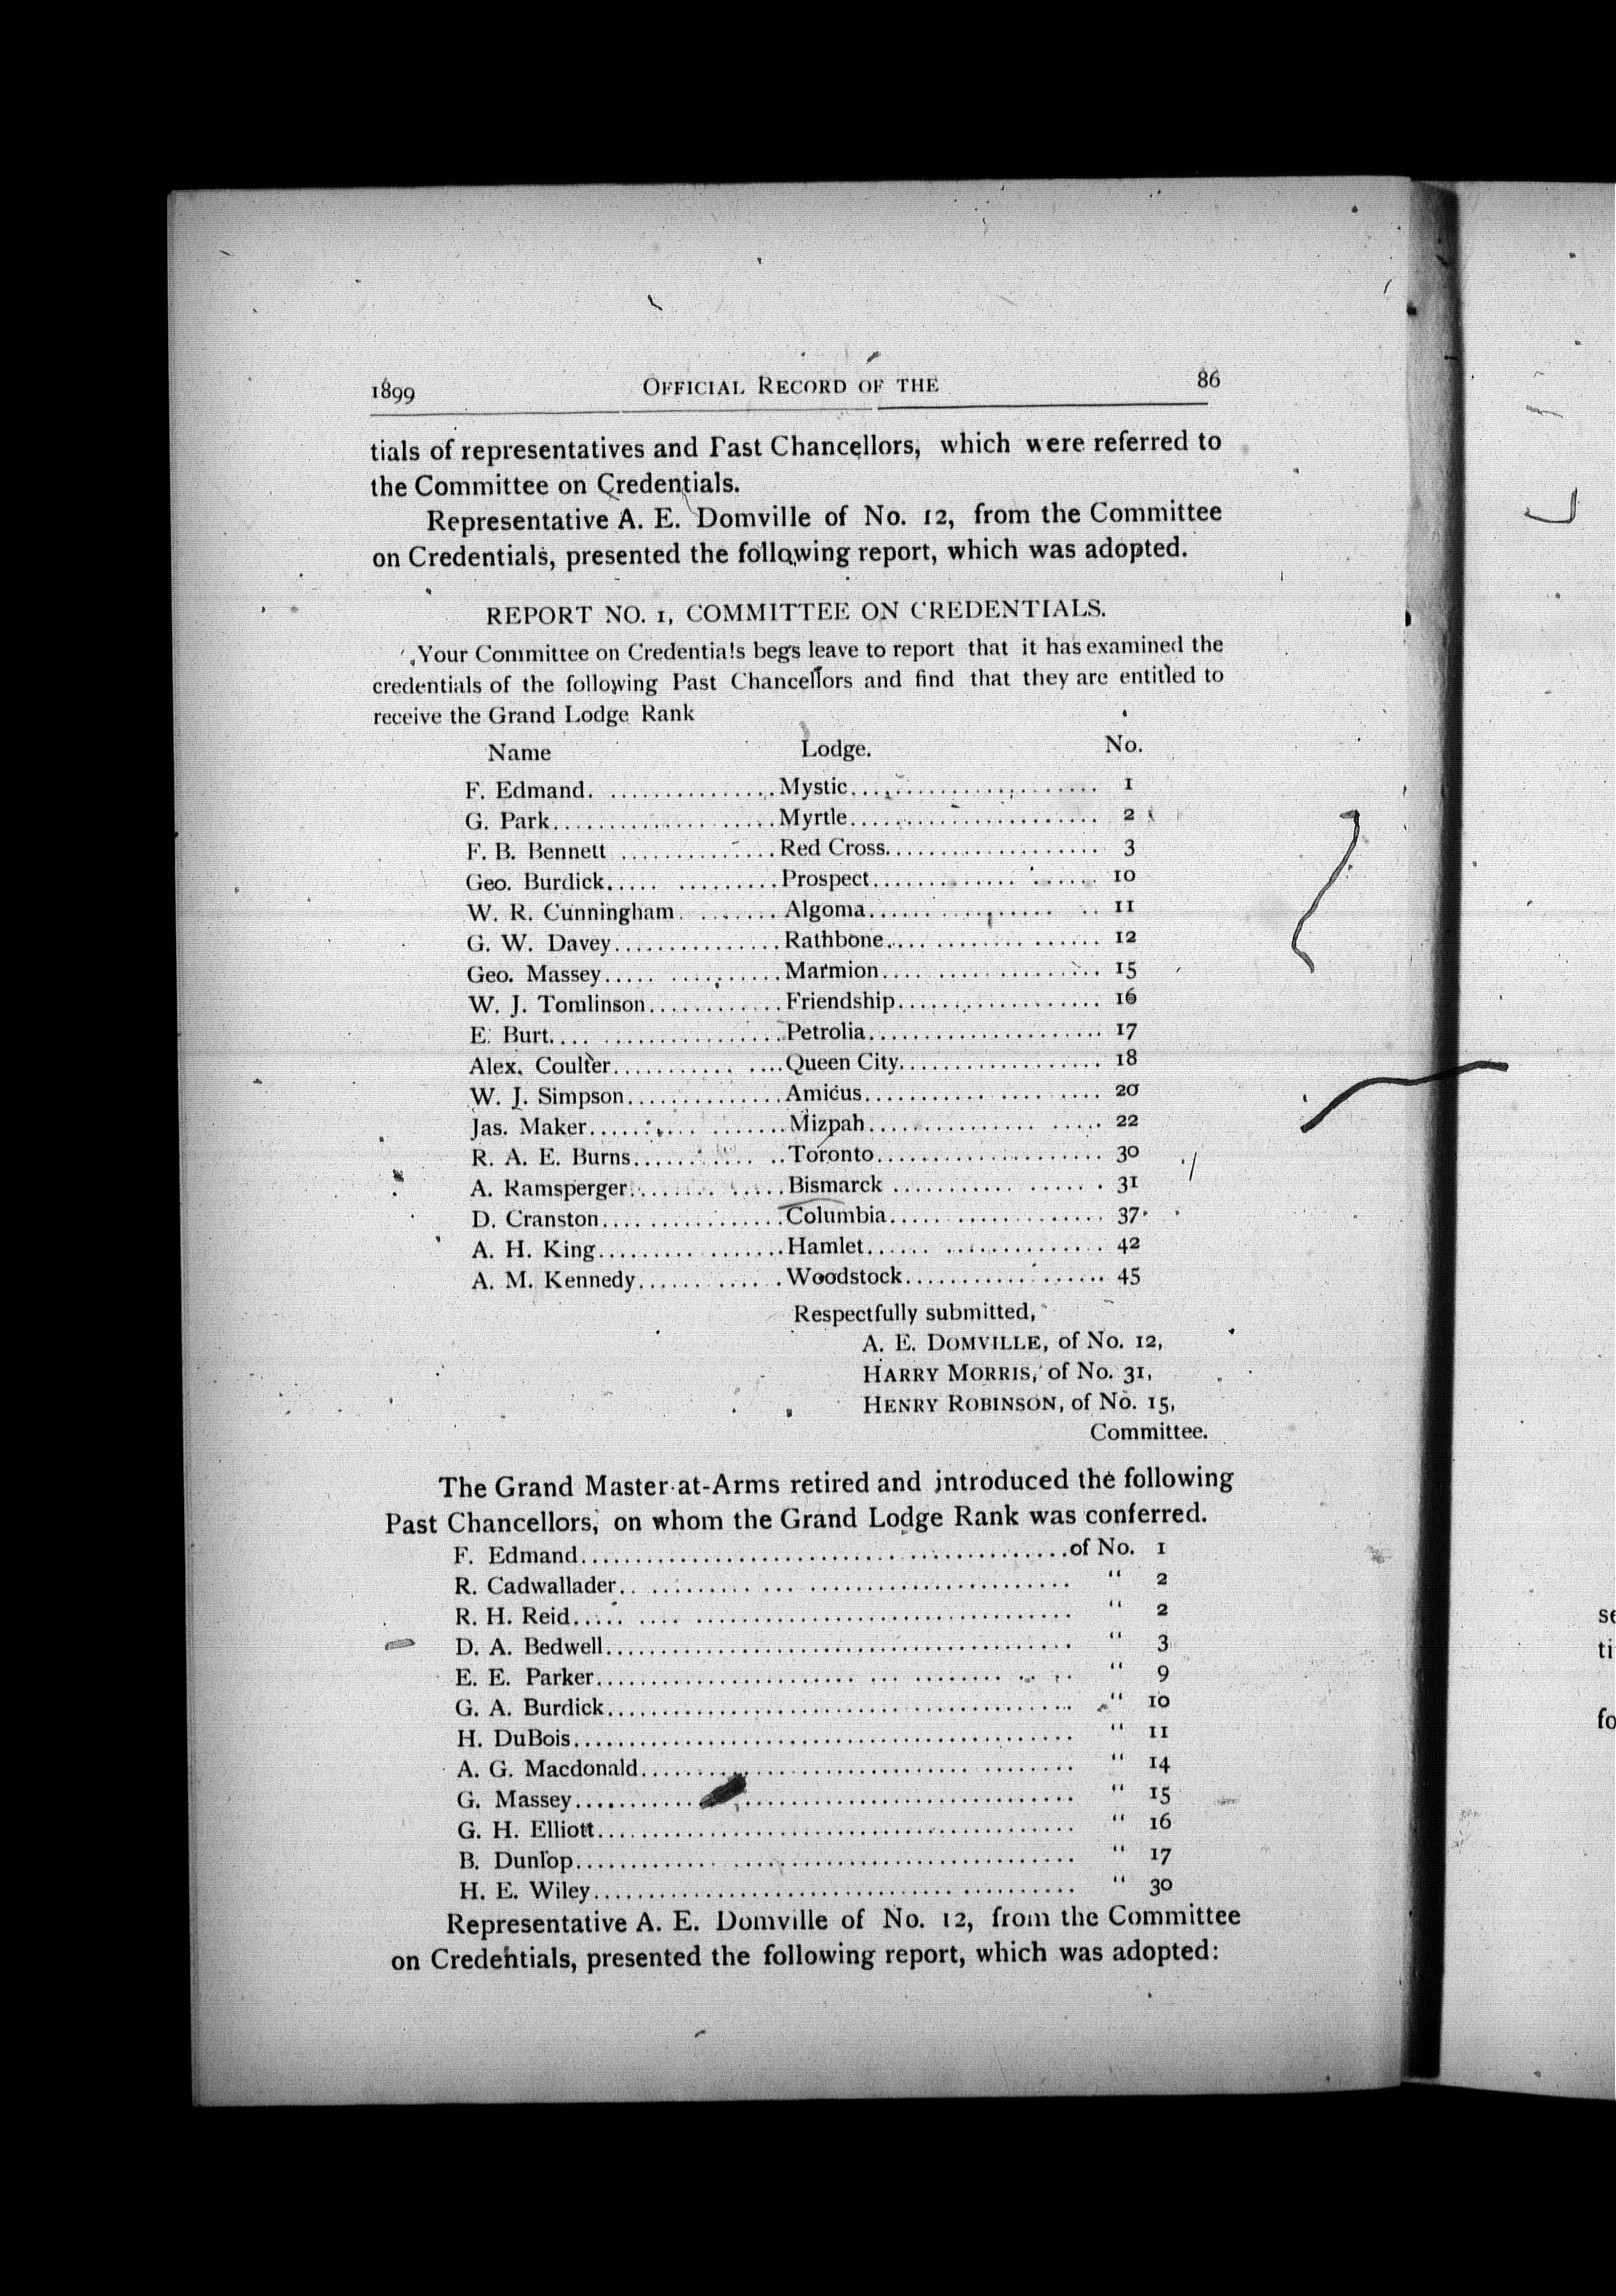 1899 OFFICIAL RECORD OF THE 86
tials of representatives and Past Chancellors, which were referred to
the Committee on Credentials.
Representative A. E. Domville of No. 12, from the Committee
on Credentials, presented the following report, which was adopted.
REPORT NO. 1, COMMITTEE ON CREDENTIALS.
Your Committee on Credentials begs leave to report that it has examined the
credentials of the following Past Chancellors and find that they are entitled to
receive the Grand Lodge Rank
Name Lodge. No.
F. Edmand. ................Mystic........................ 1
G. Park.....................Myrtle........................ 2
F. B. Bennett ...............Red Cross.................... 3
Geo. Burdick..... ..........Prospect............. ...... 10
W. R. Cunningham. ........ Algoma................. .. 11
G. W. Davey................Rathbone.... .......... ...... 12
Geo. Massey..... ...........Marmion.... .................. 15
W. J. Tomlinson.............Friendship................... 16
E. Burt.... .................Petrolia...................... 17
Alex. Coulter........... ....Queen City................... 18
W. J. Simpson...............Amicus........... ....... .... 20
Jas. Maker......... ........Mizpah............... ..... 22
R. A. E. Burns........... ..Toronto..................... 30
A. Ramsperger........ .....Bismarck ........... ...... . 31
D. Cranston.................Columbia..... .............. 37
A. H. King......... ........Hamlet...... ............... 42
A. M. Kennedy........... .Woodstock........... ...... 45
Respectfully submitted,
A. E. DOMVILLE, of No. 12,
HARRY MORRIS, of No. 31,
HENRY ROBINSON, of No. 15,
Committee.
The Grand Master-at-Arms retired and introduced the following
Past Chancellors, on whom the Grand Lodge Rank was conferred.
F. Edmand.............................................of No. 1
R. Cadwallader.. ........... ... ........................ " 2
R. H. Reid..... .... ................................... " 2
D. A. Bedwell........................................... " 3
E. E. Parker........................ ... ......... .. .. " 9
G. A. Burdick........................................... " 10
H. DuBois.............................................. " 11
A. G. Macdonald........................................ " 14
G. Massey.............................................. " 15
G. H. Elliott............................................ " 16
B. Dunlop............. ................................ " 17
H. E. Wiley................................. .......... " 30
Representative A. E. Domville of No. 12, from the Committee
on Credentials, presented the following report, which was adopted:
se
ti
fo